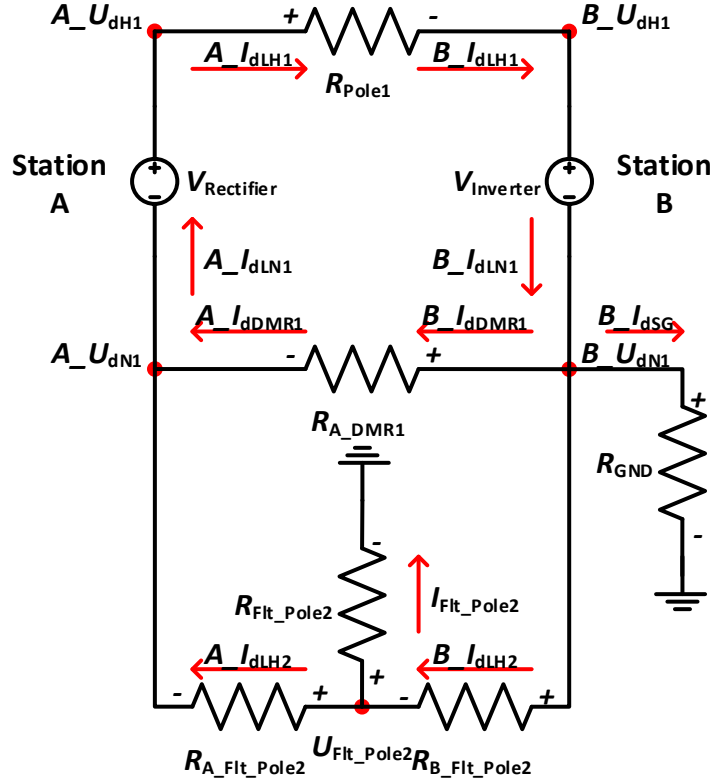 A_UdH1
B_UdH1
+ -
A_IdLH1 B_IdLH1
RPole1
Station A
+
-
VRectifier
VInverter
+
-
Station B
A_IdLN1
B_IdLN1
A_IdDMR1 B_IdDMR1 B_IdSG
A_UdN1
B_UdN1
- +
RA_DMR1
+
RGND
-
-
RFlt_Pole2
IFlt_Pole2
+
A_IdLH2 B_IdLH2
- + - +
RA_Flt_Pole2 UFlt_Pole2 RB_Flt_Pole2